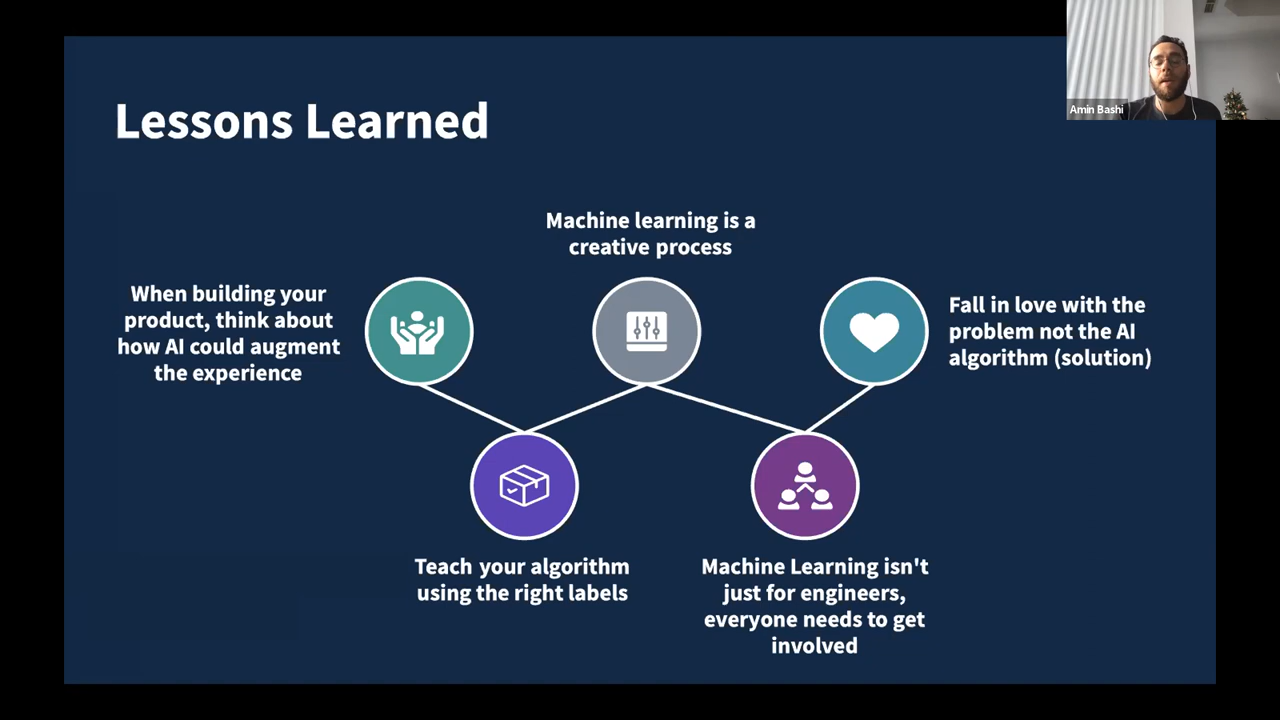 Amin Bashi
Lessons Learned
When building your
product, think about
how AI could augment
the experience
Teach your algorithm
using the right labels
Machine learning is a
creative process
Machine Learning isn't
just for engineers,
everyone needs to get
involved
Fall in love with the
problem not the AI
algorithm (solution)